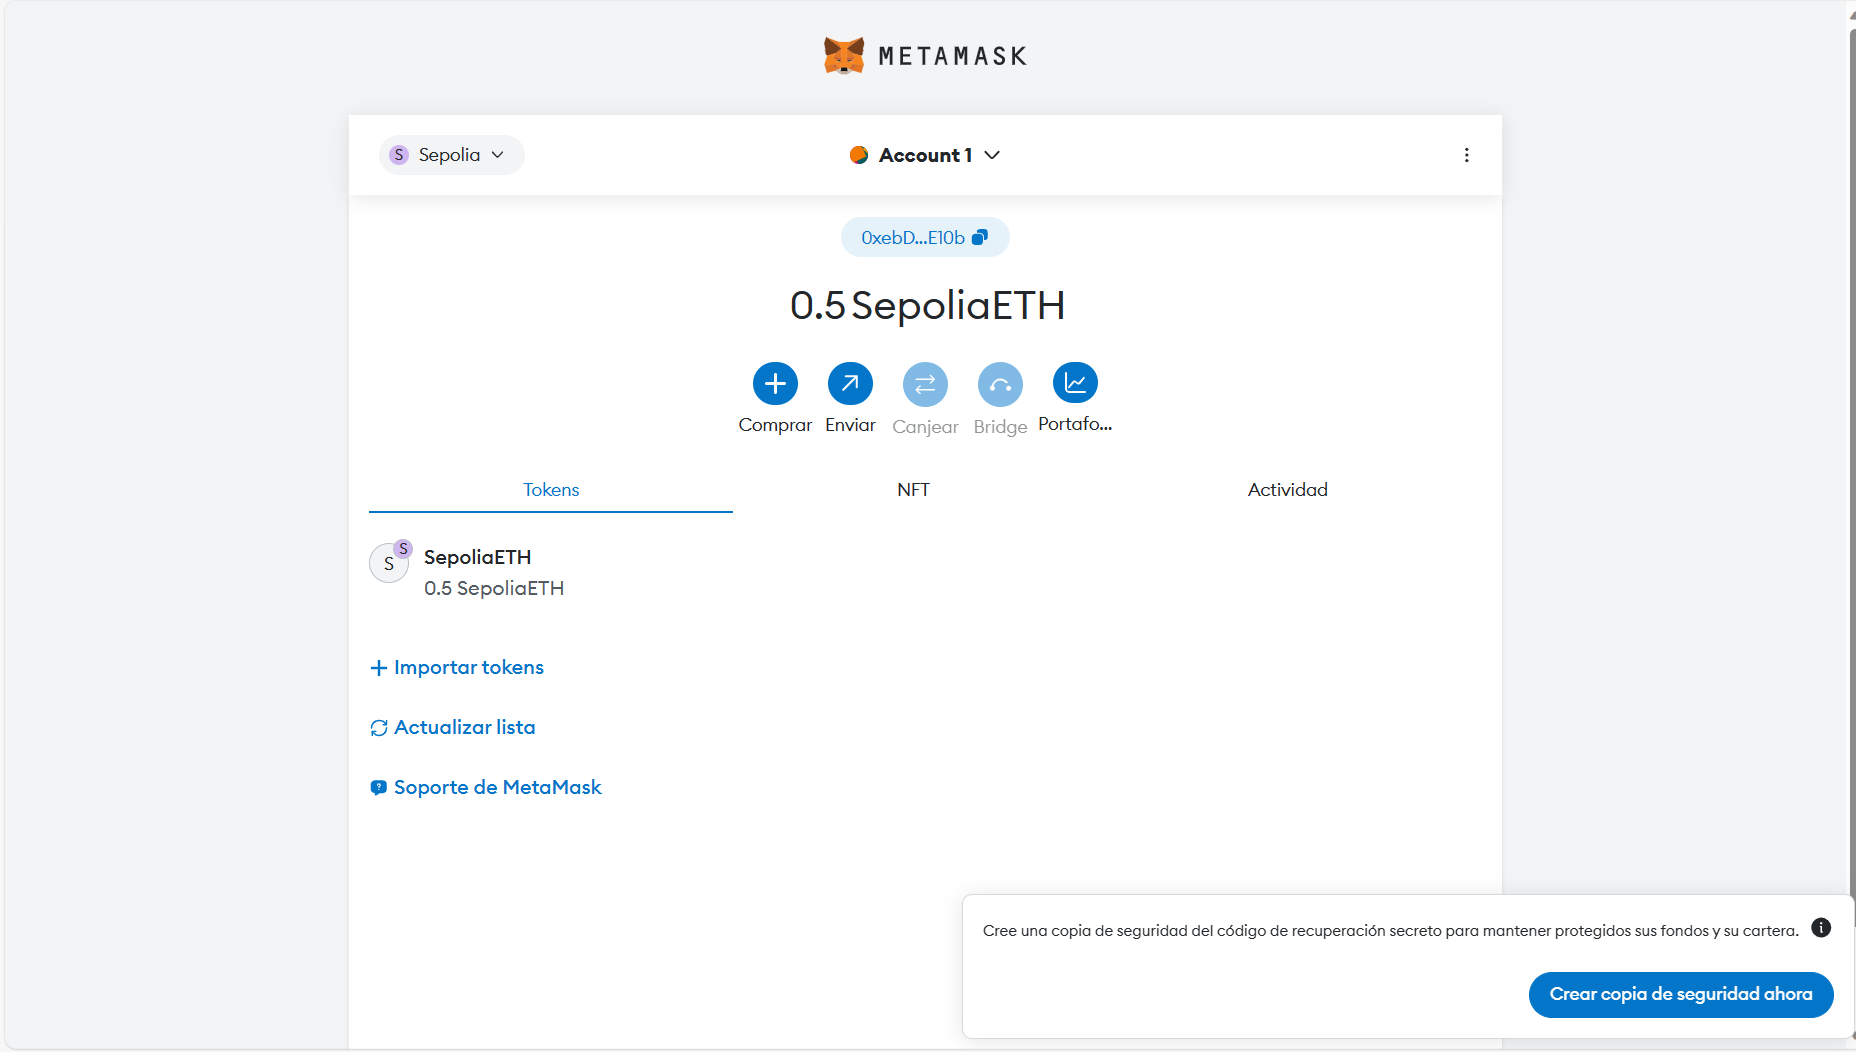 METAMASK
S Sepolia
Account 1
0xebD...E10b
0.5 SepoliaETH
Comprar
Enviar
Canjear
Bridge
Portafo...
Tokens
NFT
Actividad
S
S
SepoliaETH
0.5 SepoliaETH
Importar tokens
Actualizar lista
Soporte de MetaMask
Cree una copia de seguridad del código de recuperación secreto para mantener protegidos sus fondos y su cartera.
Crear copia de seguridad ahora